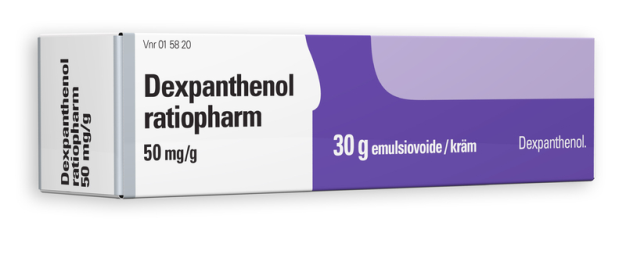 Dexpanthenol
ratiopharm
50 mg/g
Vnr 01 58 20
Dexpanthenol
ratiopharm
50 mg/g
30 g emulsiovoide / kräm
Dexpanthenol.